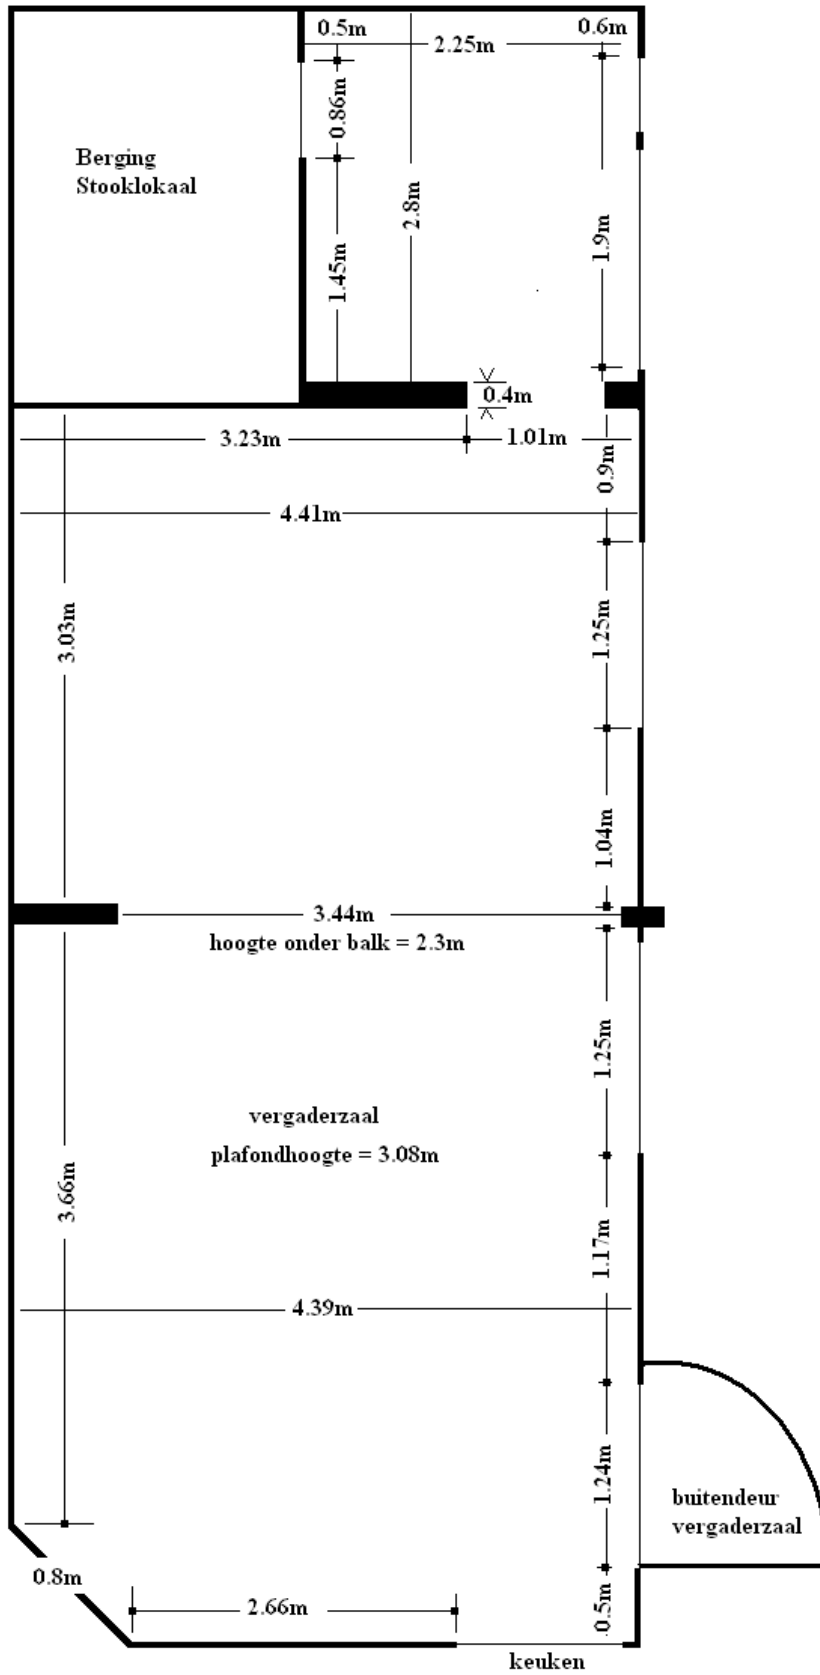 0.5m
0.6m
2.25m
0.86m
Berging
Stooklokaal
2.8m
1.9m
1.45m
0.4m
3.23m
1.01m
0.9m
4.41m
3.03m
1.25m
1.04m
3.44m
hoogte onder balk = 2.3m
1.25m
vergaderzaal
plafondhoogte = 3.08m
3.66m
1.17m
4.39m
1.24m
buitendeur
vergaderzaal
0.8m
2.66m
0.5m
keuken